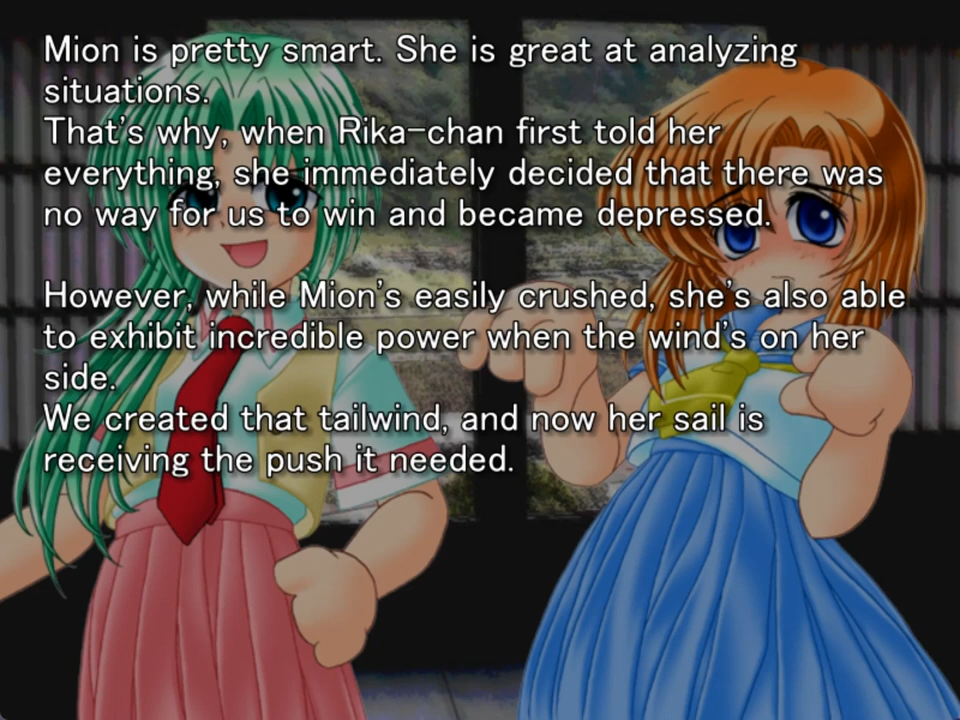 Mion is pretty smart. She is great at analyzing
situations.
That's why, when Rika-chan first told her
everything, she immediately decided that there was
no way for us to win and became depressed.
However, while Mion's easily crushed, she's also able
to exhibit incredible power when the wind's on her
side.
We created that tailwind, and now her sail is
receiving the push it needed.